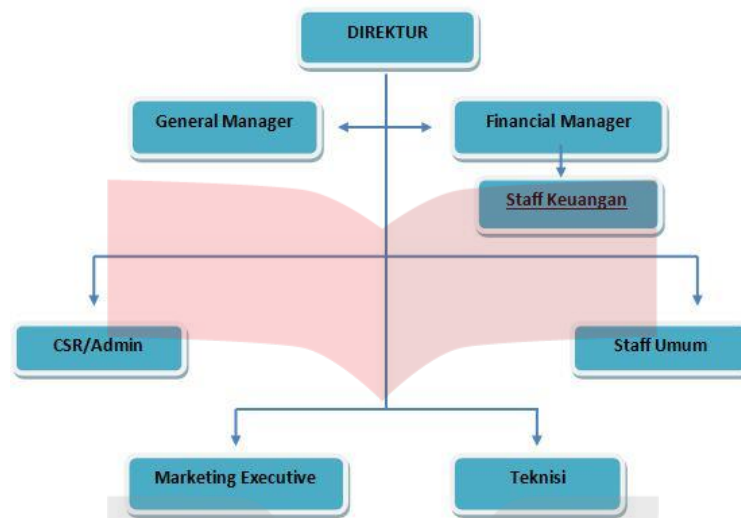 DIREKTUR
General Manager
Financial Manager
Staff Keuangan
CSR/Admin
Staff Umum
Marketing Executive
Teknisi